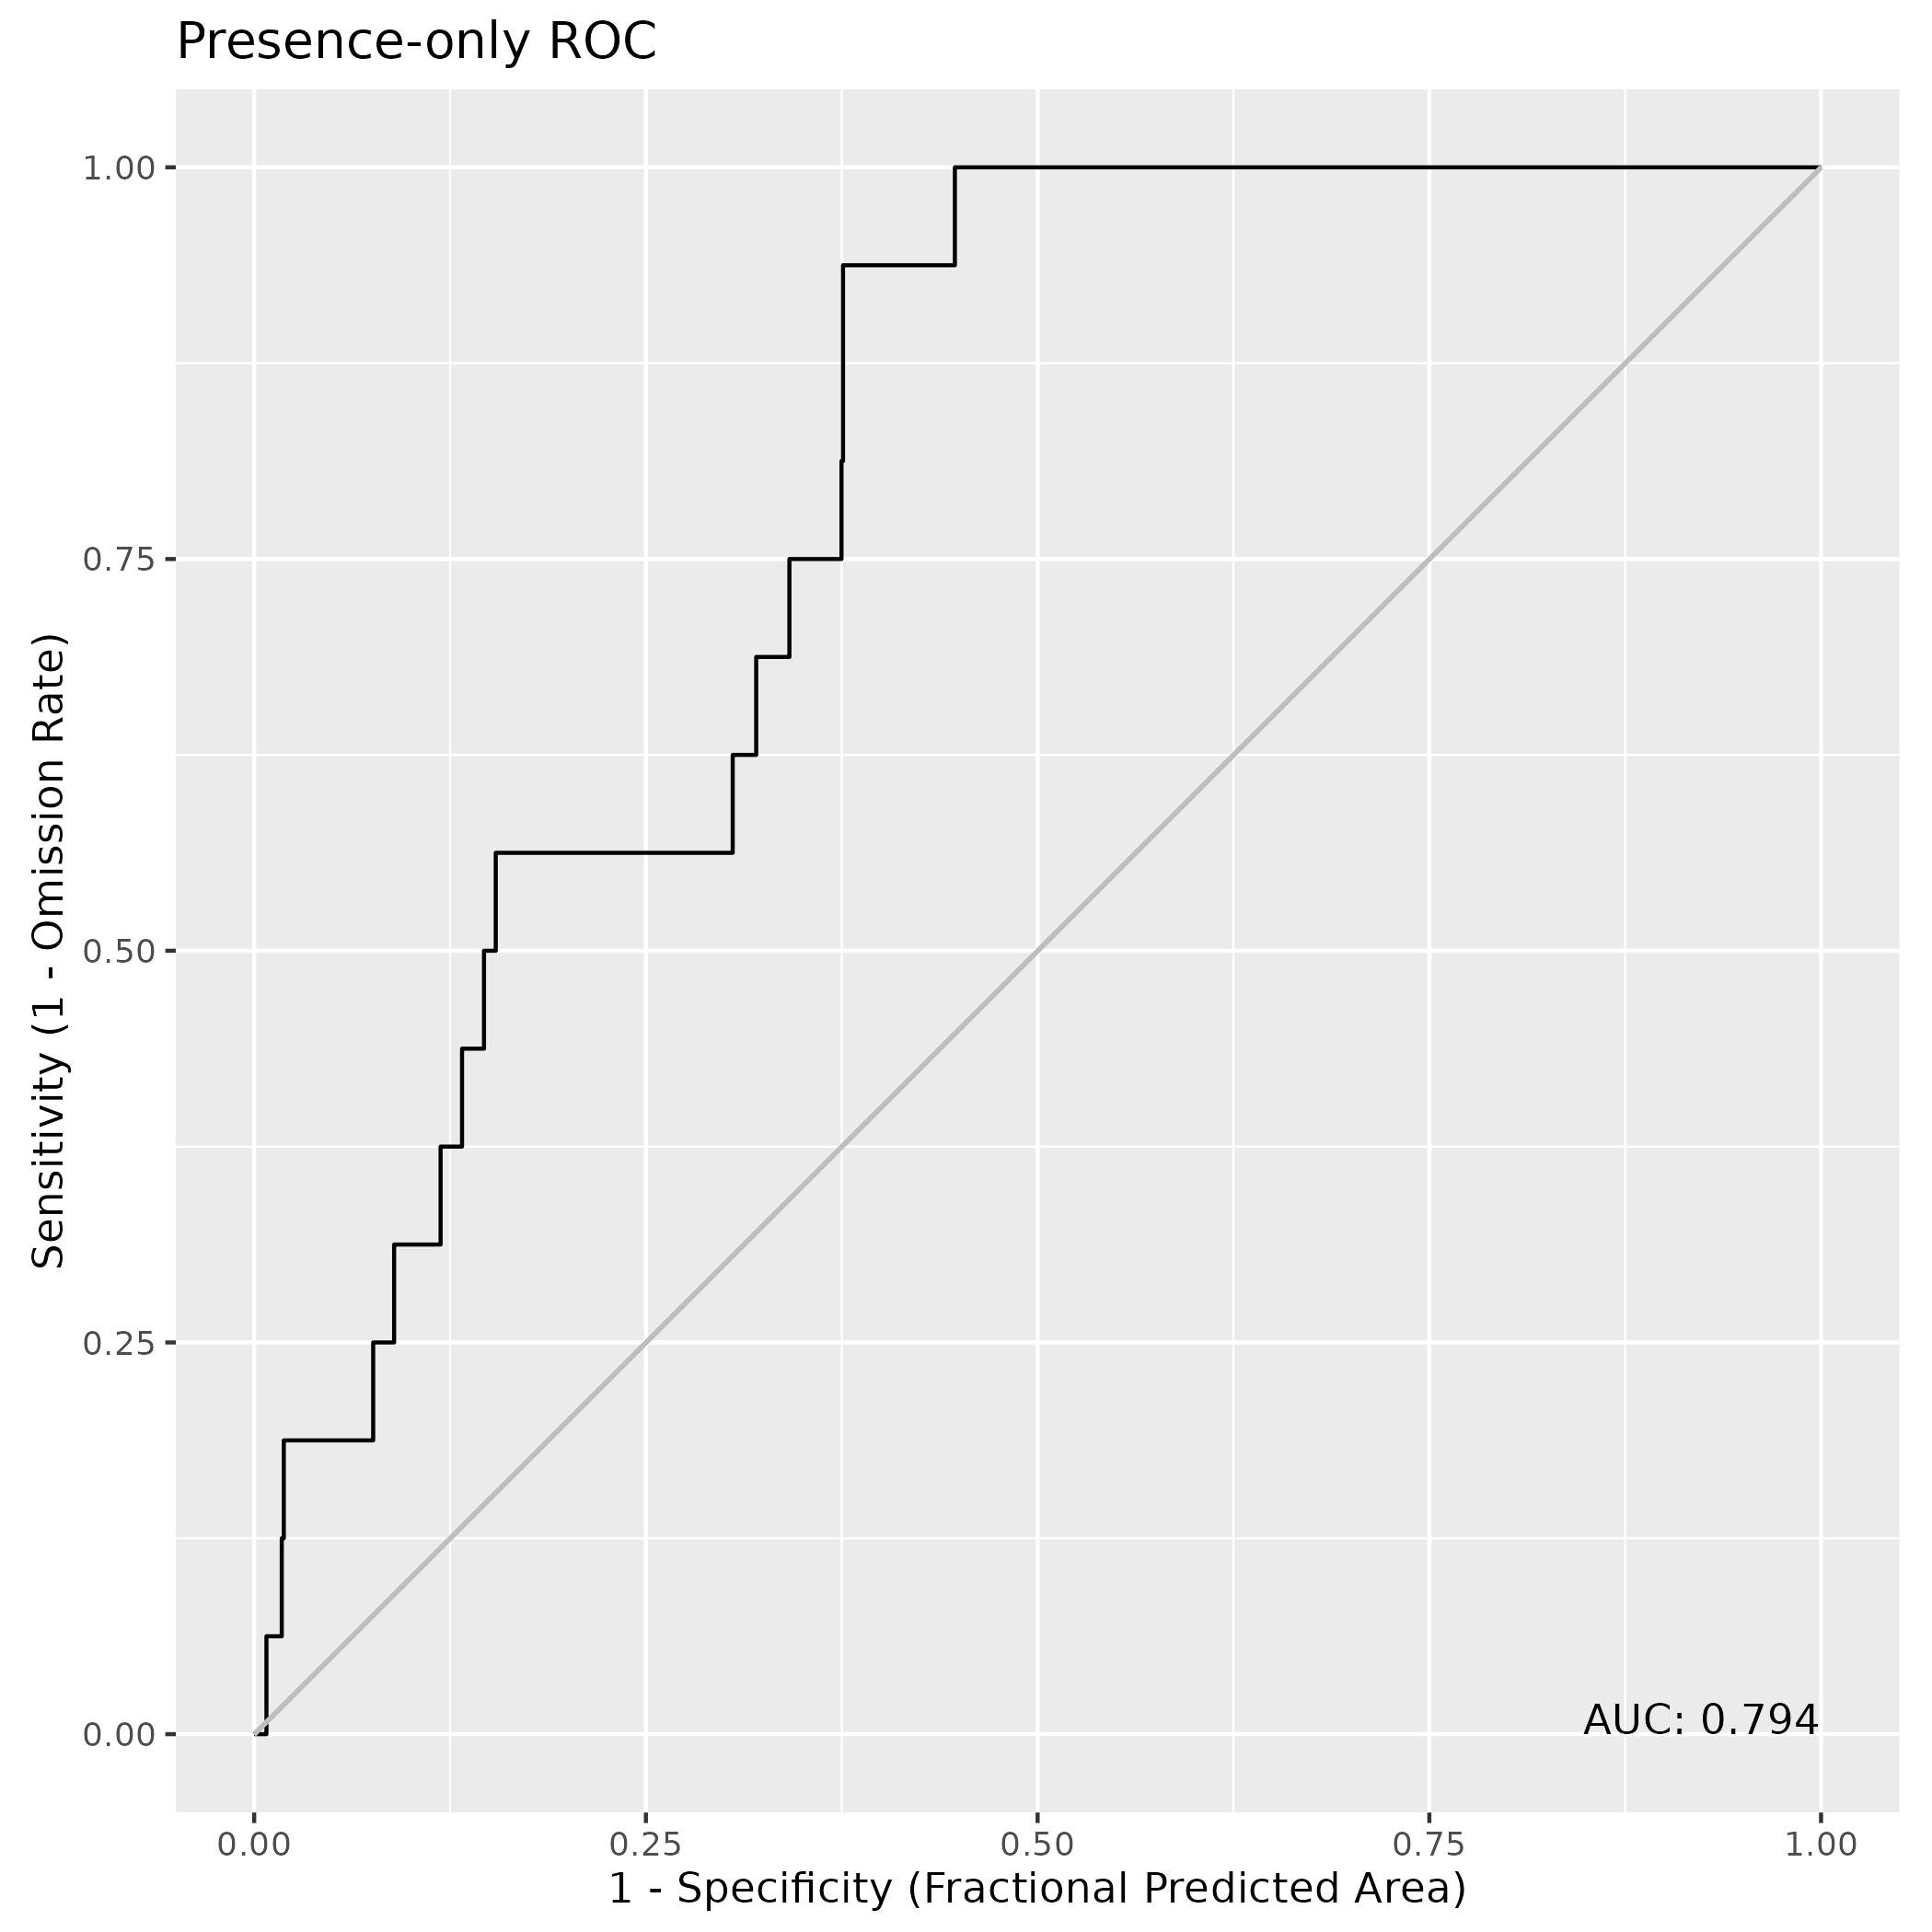 Presence-only ROC
Sensitivity (1 - Omission Rate)
1.00
0.75
0.50
0.25
0.00
AUC: 0.794
0.00 0.25 0.50 0.75 1.00
1 - Specificity (Fractional Predicted Area)